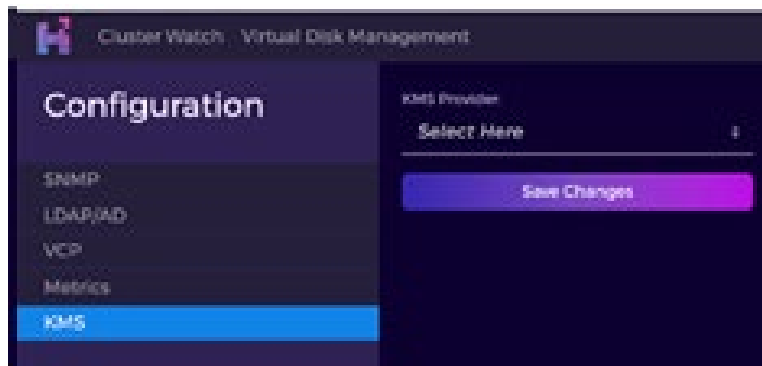 Cluster Watch Virtual Disk Management
Configuration
SNMP
LDAP/AD
VCP
Metrics
KMS
KMS Provider
Select Here
Save Changes